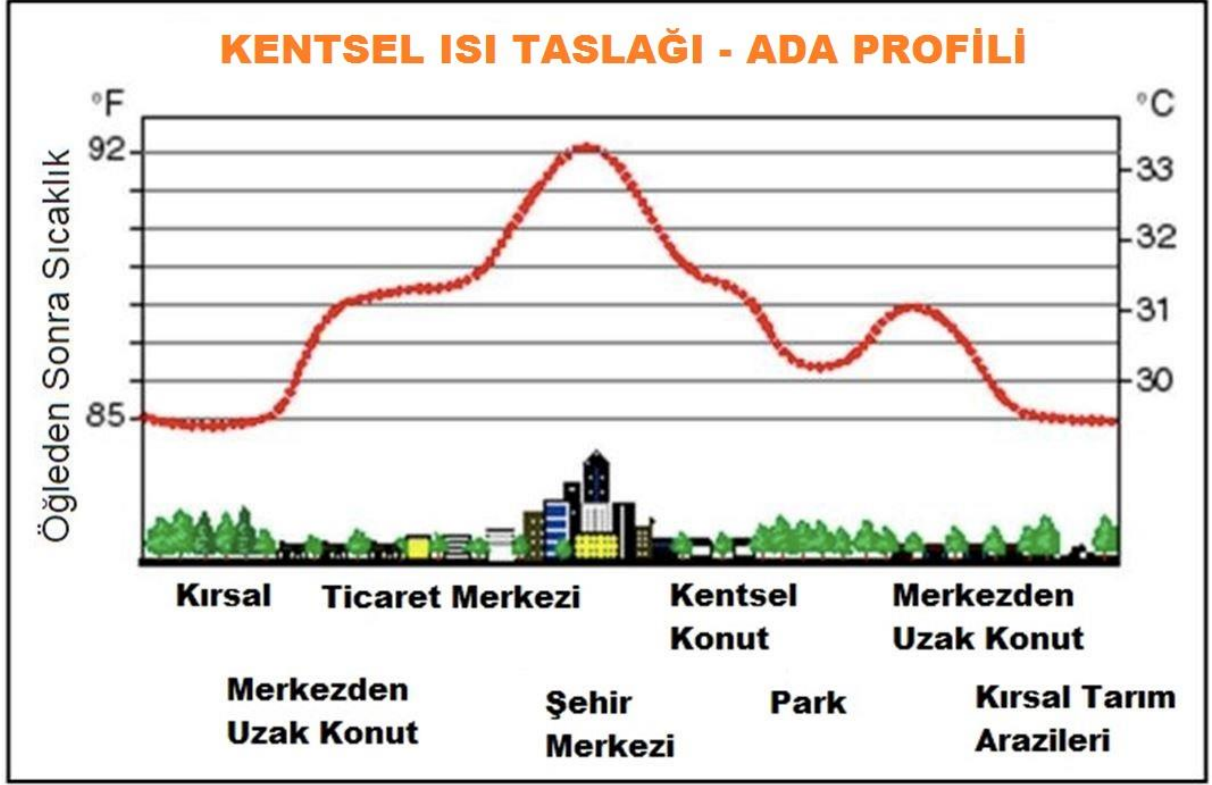 KENTSEL ISI TASLAĞI - ADA PROFİLİ
°F
°C
Öğleden Sonra Sıcaklık
92
85
33
32
31
30
Kırsal
Ticaret Merkezi
Kentsel
Konut
Merkezden
Uzak Konut
Merkezden
Uzak Konut
Şehir
Merkezi
Park
Kırsal Tarım
Arazileri